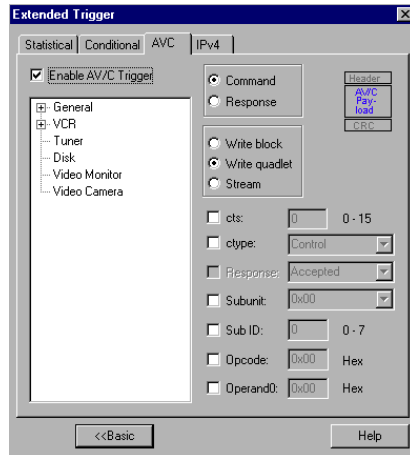 Extended Trigger
Statistical Conditional AVC IPv4
Enable AV/C Trigger
General
VCR
Tuner
Disk
Video Monitor
Video Camera
Command
Response
Header
AV/C
Pay-
load
CRC
Write block
Write quadlet
Stream
cts: 0 0 - 15
ctype: Control
Response: Accepted
Subunit: 0x00
Sub ID: 0 0 - 7
Opcode: 0x00 Hex
Operand0: 0x00 Hex
<<Basic Help